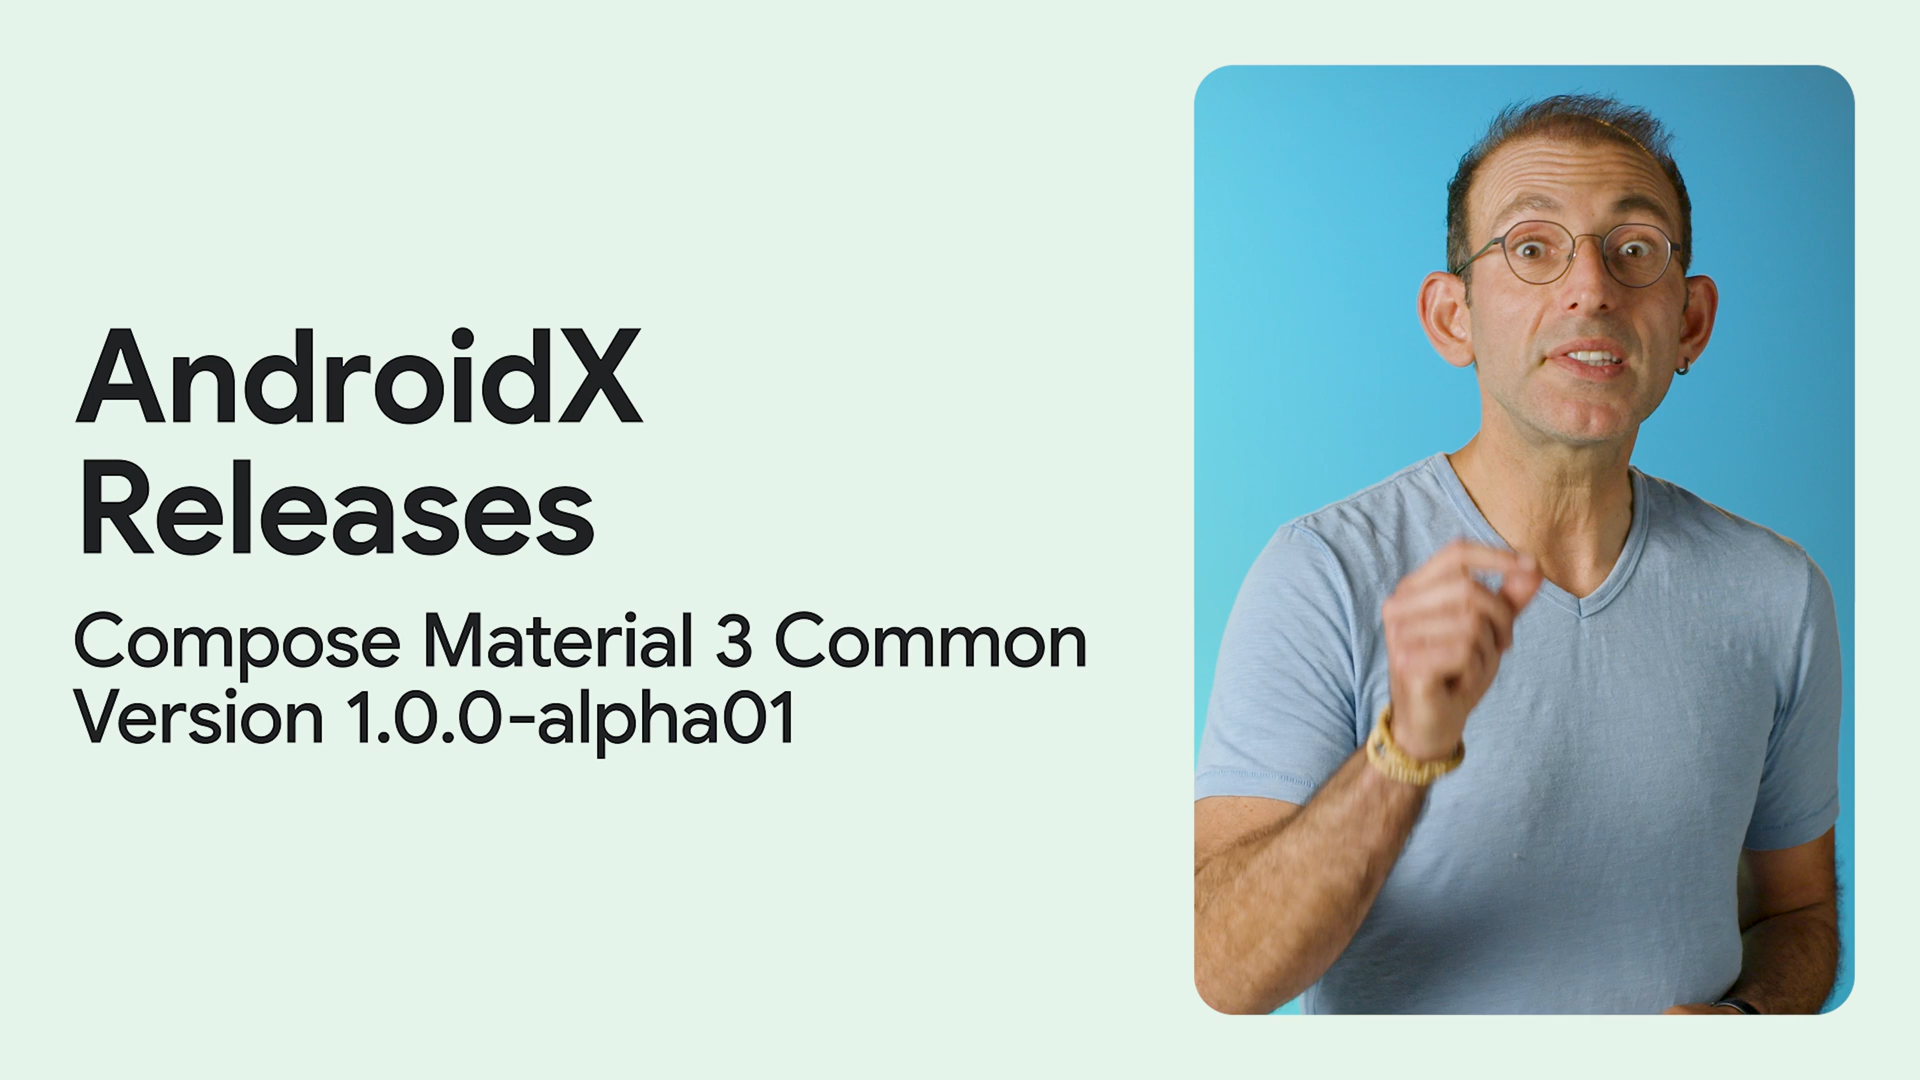 AndroidX
Releases
Compose Material 3 Common
Version 1.0.0-alpha01